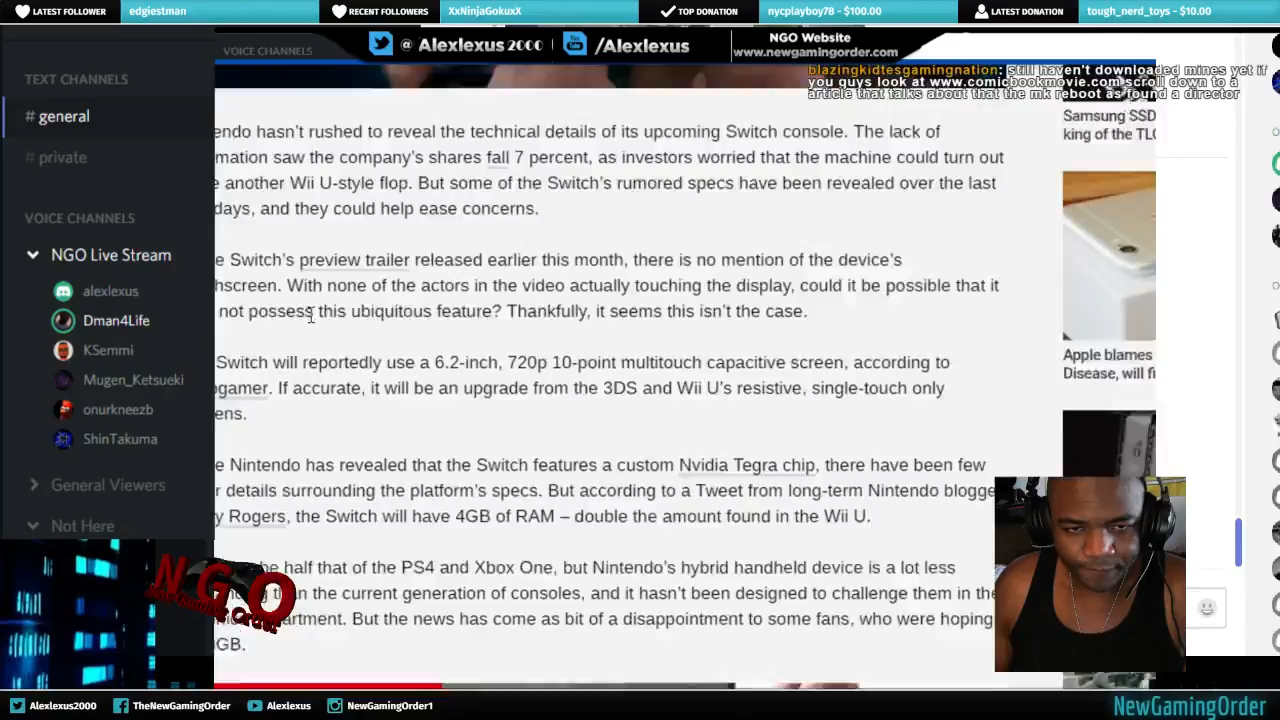 LATEST FOLLOWER
edgiestman
RECENT FOLLOWERS
XxNinjaGokuxX
TOP DONATION
nycplayboy78 - $100.00
LATEST DONATION
tough_nerd_toys - $10.00
VOICE CHANNELS
@ Alexlexus2000
/Alexlexus
NGO Website
www.newgamingorder.com
blazingkidtesgamingnation: still haven't downloaded mines yet if
you guys look at www.comicbookmovie.com scroll down to a
article that talks about that the mk reboot as found a director
TEXT CHANNELS
# general
# private
VOICE CHANNELS
NGO Live Stream
alexlexus
Dman4Life
KSemmi
Mugen_Ketsueki
onurkneezb
ShinTakuma
General Viewers
Not Here
endo hasn't rushed to reveal the technical details of its upcoming Switch console. The lack of
mation saw the company's shares fall 7 percent, as investors worried that the machine could turn out
e another Wii U-style flop. But some of the Switch's rumored specs have been revealed over the last
days, and they could help ease concerns.
e Switch's preview trailer released earlier this month, there is no mention of the device's
hscreen. With none of the actors in the video actually touching the display, could it be possible that it
not possess this ubiquitous feature? Thankfully, it seems this isn't the case.
Switch will reportedly use a 6.2-inch, 720p 10-point multitouch capacitive screen, according to
ogamer. If accurate, it will be an upgrade from the 3DS and Wii U's resistive, single-touch only
ens.
e Nintendo has revealed that the Switch features a custom Nvidia Tegra chip, there have been few
r details surrounding the platform's specs. But according to a Tweet from long-term Nintendo blogge
y Rogers, the Switch will have 4GB of RAM – double the amount found in the Wii U.
be half that of the PS4 and Xbox One, but Nintendo's hybrid handheld device is a lot less
than the current generation of consoles, and it hasn't been designed to challenge them in the
artment. But the news has come as bit of a disappointment to some fans, who were hoping
GB.
Samsung SSD
king of the TLC
Apple blames
Disease, will fi
NGO
Alexlexus2000
TheNewGamingOrder
Alexlexus
NewGamingOrder1
NewGamingOrder